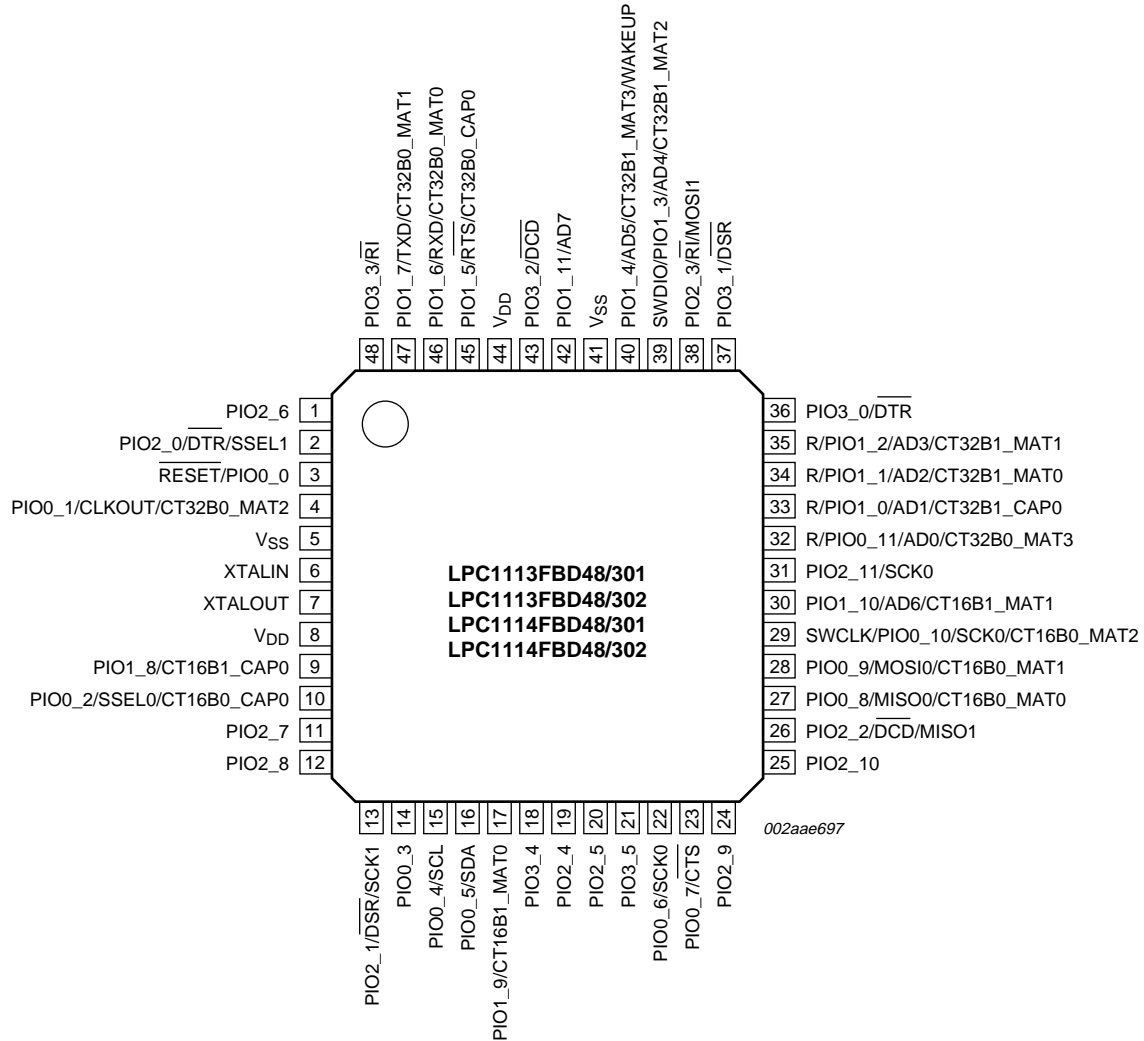 PIO3_3/RI
PIO1_7/TXD/CT32B0_MAT1
PIO1_6/RXD/CT32B0_MAT0
PIO1_5/RTS/CT32B0_CAP0
VDD
PIO3_2/DCD
PIO1_11/AD7
VSS
PIO1_4/AD5/CT32B1_MAT3/WAKEUP
SWDIO/PIO1_3/AD4/CT32B1_MAT2
PIO2_3/RI/MOSI1
PIO3_1/DSR
48
47
46
45
44
43
42
41
40
39
38
37
PIO2_6 1
PIO2_0/DTR/SSEL1 2
RESET/PIO0_0 3
PIO0_1/CLKOUT/CT32B0_MAT2 4
VSS 5
XTALIN 6
XTALOUT 7
VDD 8
PIO1_8/CT16B1_CAP0 9
PIO0_2/SSEL0/CT16B0_CAP0 10
PIO2_7 11
PIO2_8 12
LPC1113FBD48/301
LPC1113FBD48/302
LPC1114FBD48/301
LPC1114FBD48/302
36 PIO3_0/DTR
35 R/PIO1_2/AD3/CT32B1_MAT1
34 R/PIO1_1/AD2/CT32B1_MAT0
33 R/PIO1_0/AD1/CT32B1_CAP0
32 R/PIO0_11/AD0/CT32B0_MAT3
31 PIO2_11/SCK0
30 PIO1_10/AD6/CT16B1_MAT1
29 SWCLK/PIO0_10/SCK0/CT16B0_MAT2
28 PIO0_9/MOSI0/CT16B0_MAT1
27 PIO0_8/MISO0/CT16B0_MAT0
26 PIO2_2/DCD/MISO1
25 PIO2_10
13
14
15
16
17
18
19
20
21
22
23
24
PIO2_1/DSR/SCK1
PIO0_3
PIO0_4/SCL
PIO0_5/SDA
PIO1_9/CT16B1_MAT0
PIO3_4
PIO2_4
PIO2_5
PIO3_5
PIO0_6/SCK0
PIO0_7/CTS
PIO2_9
002aae697